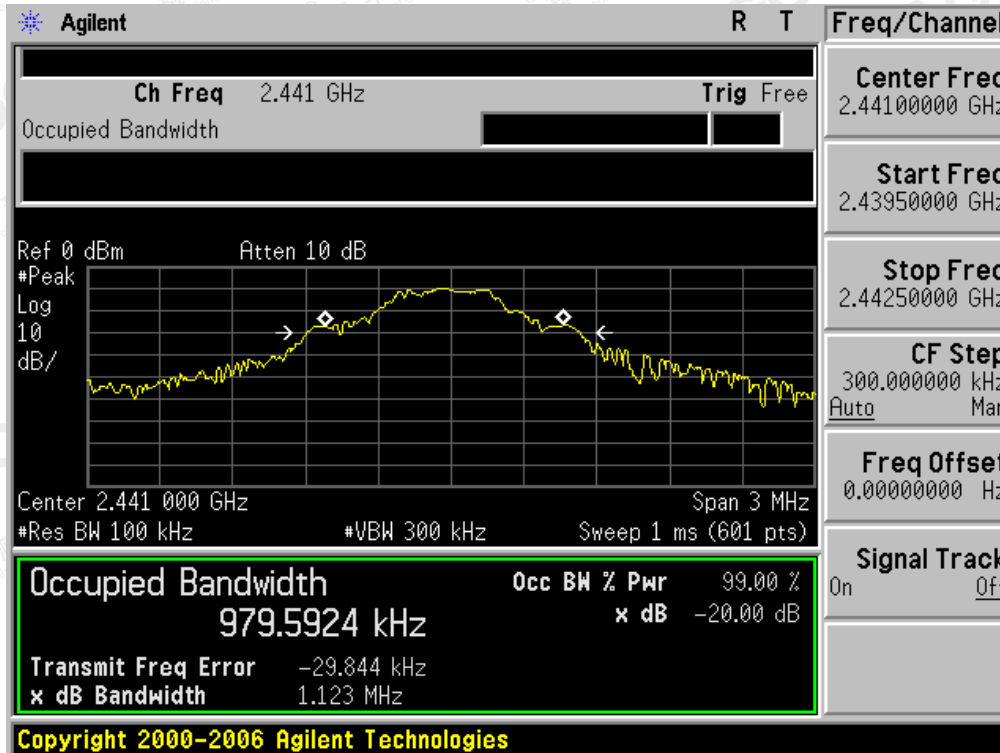 Agilent R T Freq/Channel
Ch Freq 2.441 GHz Trig Free
Occupied Bandwidth
Center Freq
2.44100000 GHz
Start Freq
2.43950000 GHz
Stop Freq
2.44250000 GHz
CF Step
300.000000 kHz
Auto Man
Freq Offset
0.00000000 Hz
Signal Track
On Off
Ref 0 dBm Atten 10 dB
#Peak
Log
10
dB/
Center 2.441 000 GHz Span 3 MHz
#Res BW 100 kHz #VBW 300 kHz Sweep 1 ms (601 pts)
Occupied Bandwidth
979.5924 kHz
Occ BW % Pwr 99.00 %
x dB -20.00 dB
Transmit Freq Error -29.844 kHz
x dB Bandwidth 1.123 MHz
Copyright 2000-2006 Agilent Technologies